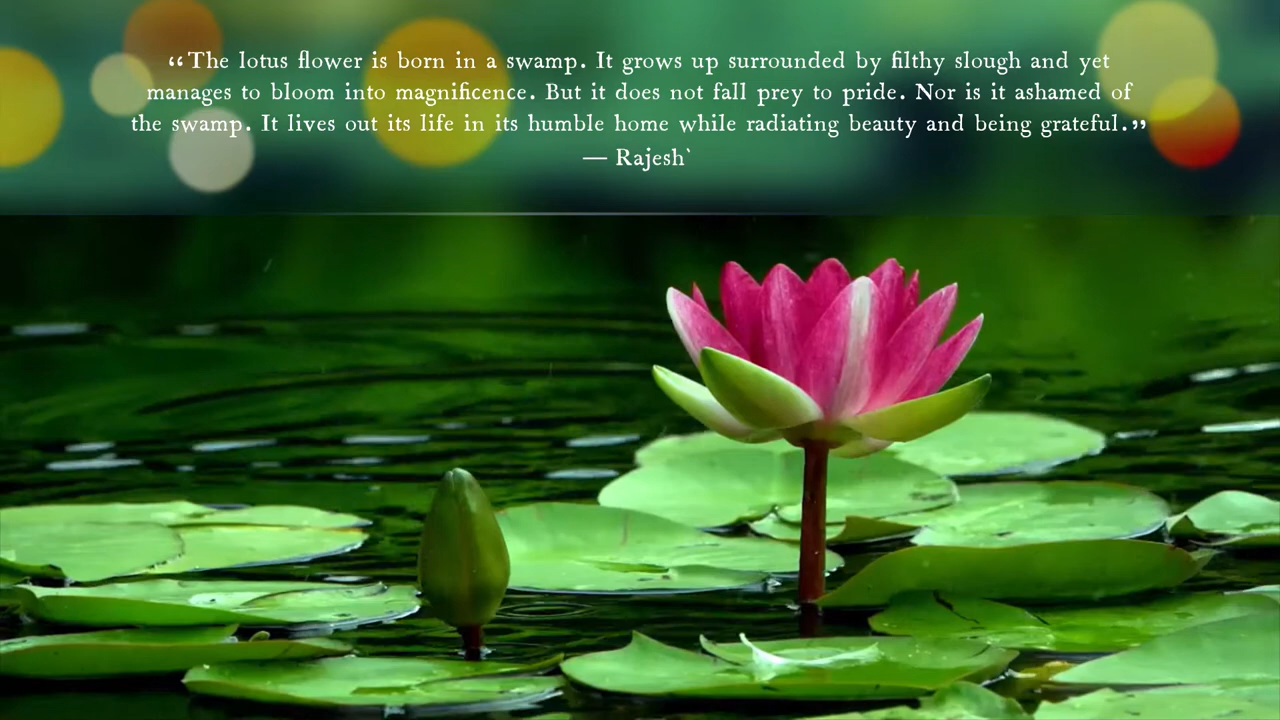 “The lotus flower is born in a swamp. It grows up surrounded by filthy slough and yet
manages to bloom into magnificence. But it does not fall prey to pride. Nor is it ashamed of
the swamp. It lives out its life in its humble home while radiating beauty and being grateful.”
— Rajesh`